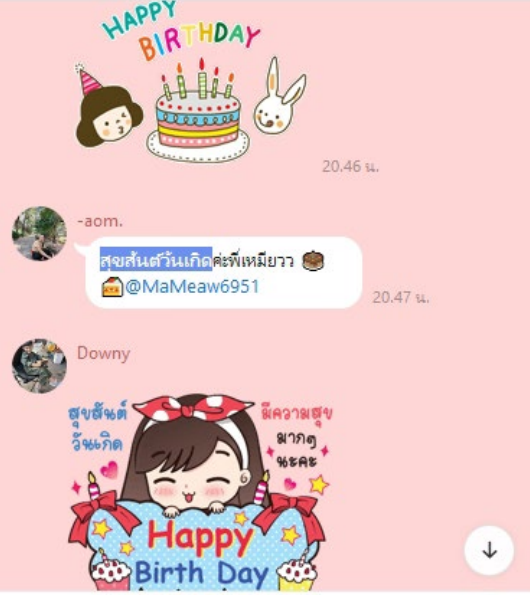 HAPPY
BIRTHDAY
20.46 น.
-aom.
สุขสันต์วันเกิดค่ะพี่เหมียวว
@MaMeaw6951
20.47 น.
Downy
สุขสันต์
วันเกิด
มีความสุข
มากๆ
นะคะ
Happy
Birth Day